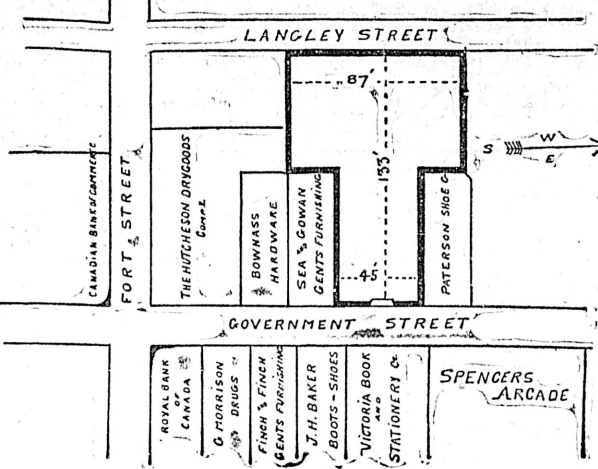 LANGLEY STREET
87'
133'
45'
S
W
E
CANADIAN BANK OF COMMERCE
FORT STREET
THE HUTCHESON DRYGOODS
COMPY.
BOWNASS
HARDWARE
SEA & GOWAN
GENTS FURNISHING
PATERSON SHOE Co
GOVERNMENT STREET
ROYAL BANK
OF
CANADA
G MORRISON
DRUGS
FINCH & FINCH
GENTS FURNISHING
J.H. BAKER
BOOTS - SHOES
VICTORIA BOOK
AND
STATIONERY Co
SPENCERS
ARCADE